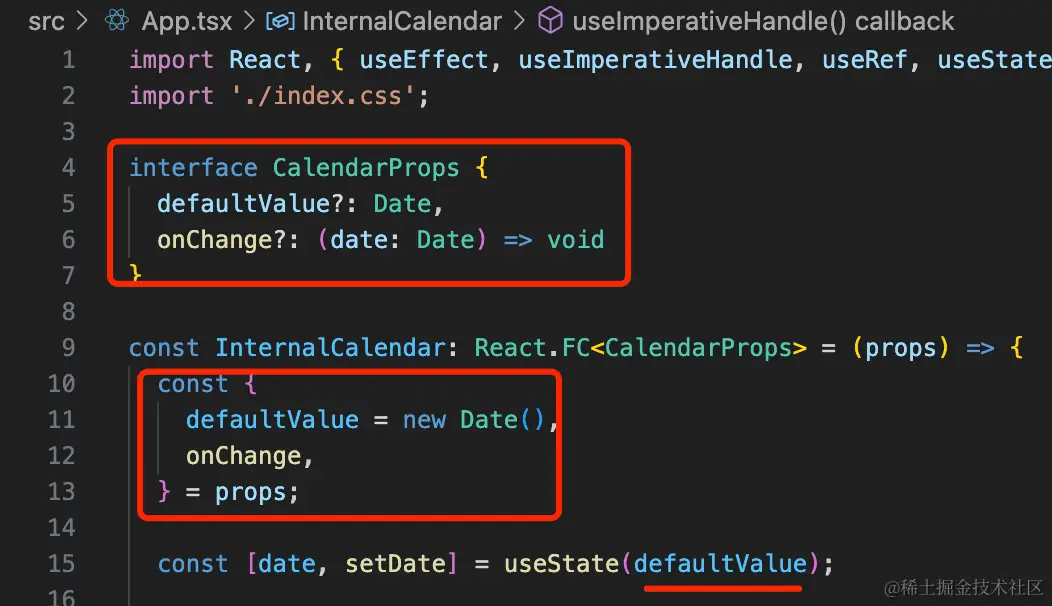 src > App.tsx > InternalCalendar > useImperativeHandle() callback
1 import React, { useEffect, useImperativeHandle, useRef, useState
2 import './index.css';
3
4 interface CalendarProps {
5 defaultValue?: Date,
6 onChange?: (date: Date) => void
7 }
8
9 const InternalCalendar: React.FC<CalendarProps> = (props) => {
10 const {
11 defaultValue = new Date(),
12 onChange,
13 } = props;
14
15 const [date, setDate] = useState(defaultValue);
16
@稀土掘金技术社区